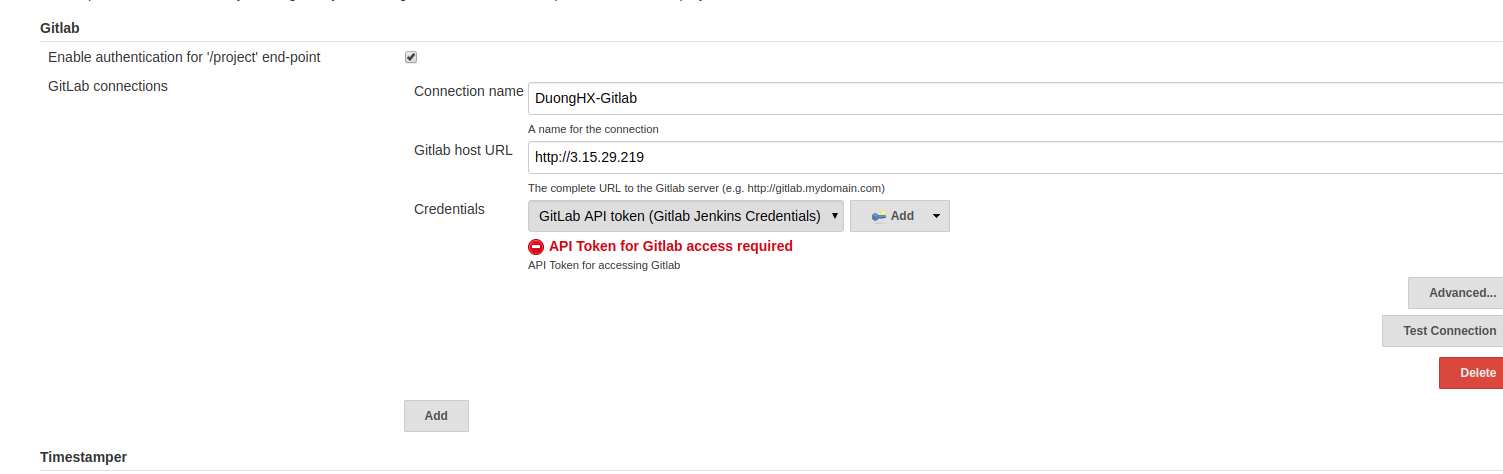 Gitlab
Enable authentication for '/project' end-point
GitLab connections
Connection name
DuongHX-Gitlab
A name for the connection
Gitlab host URL
http://3.15.29.219
The complete URL to the Gitlab server (e.g. http://gitlab.mydomain.com)
Credentials
GitLab API token (Gitlab Jenkins Credentials)
Add
API Token for Gitlab access required
API Token for accessing Gitlab
Advanced...
Test Connection
Delete
Add
Timestamper